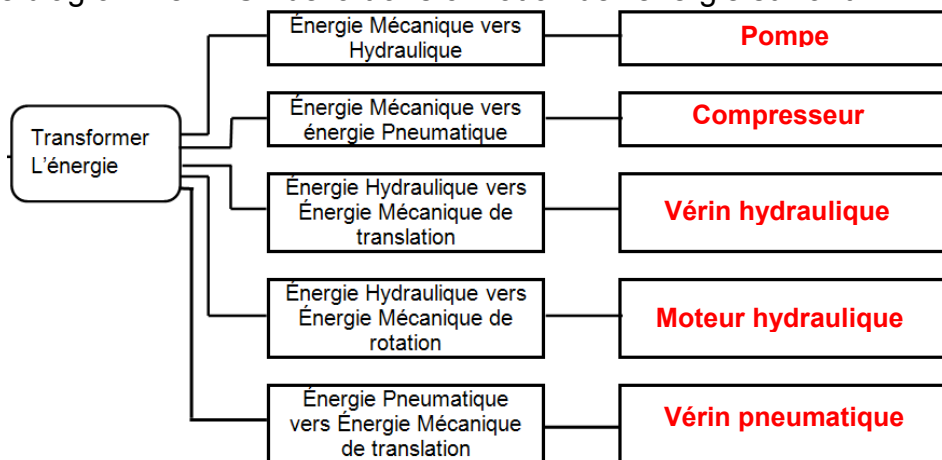 Énergie Mécanique vers
Hydraulique
Pompe
Transformer
L'énergie
Énergie Mécanique vers
énergie Pneumatique
Compresseur
Énergie Hydraulique vers
Énergie Mécanique de
translation
Vérin hydraulique
Énergie Hydraulique vers
Énergie Mécanique de
rotation
Moteur hydraulique
Énergie Pneumatique
vers Énergie Mécanique
de translation
Vérin pneumatique